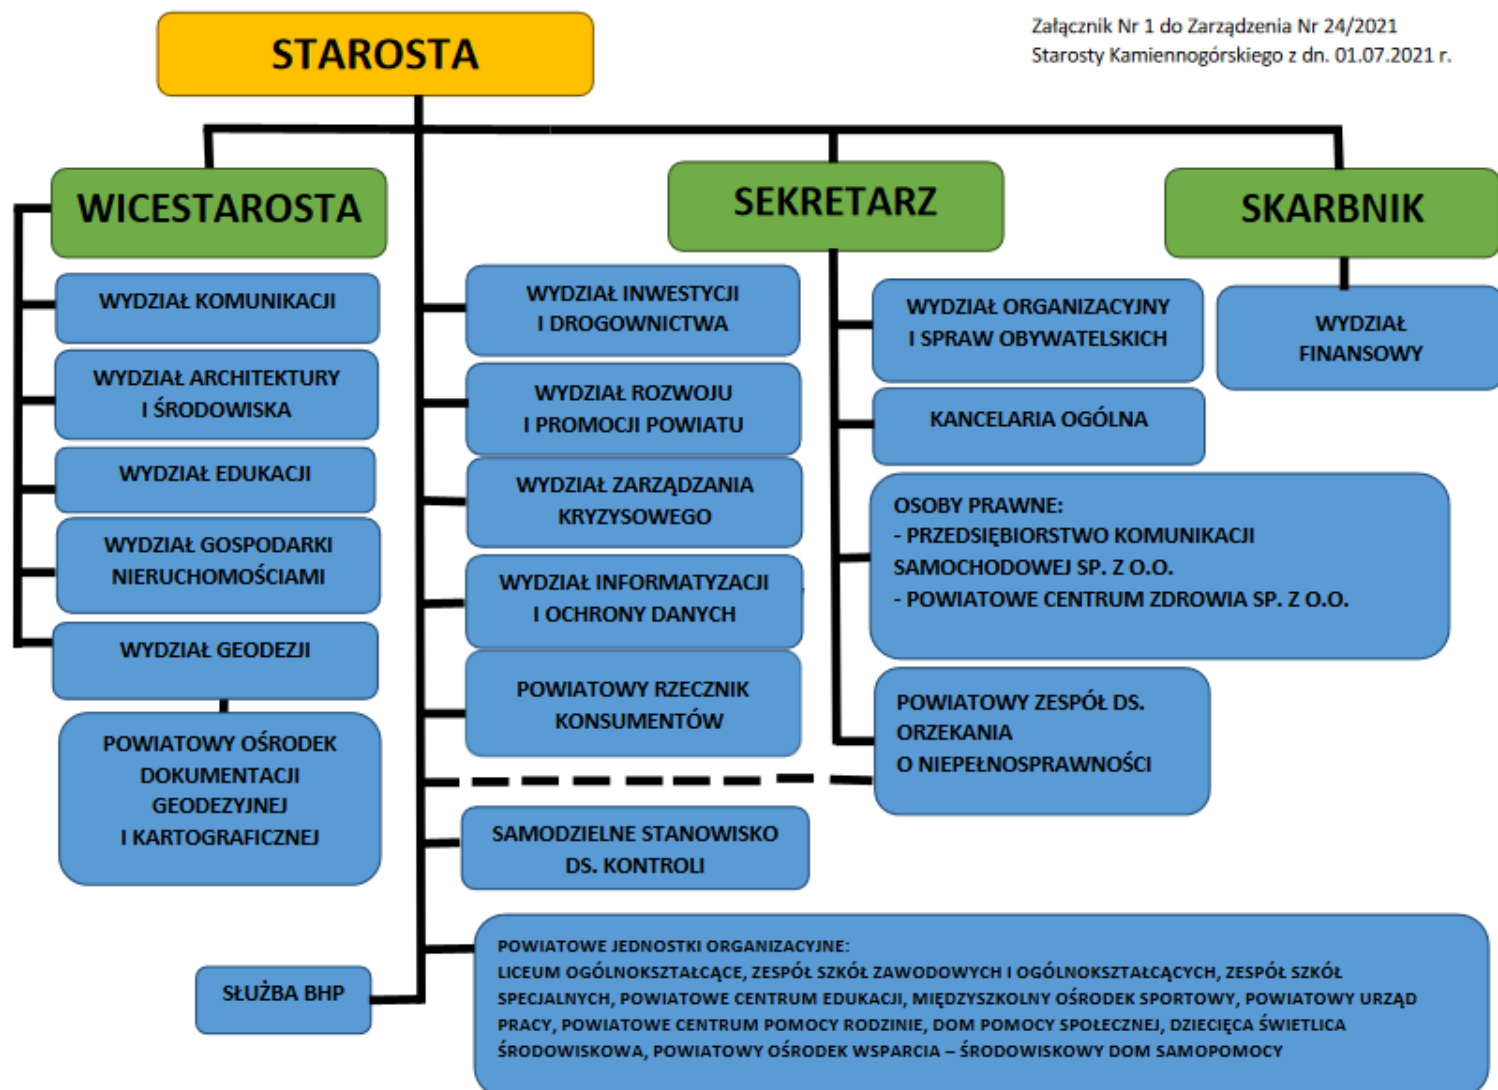 Załącznik Nr 1 do Zarządzenia Nr 24/2021
Starosty Kamiennogórskiego z dn. 01.07.2021 r.
STAROSTA
WICESTAROSTA
SEKRETARZ
SKARBNIK
WYDZIAŁ KOMUNIKACJI
WYDZIAŁ ARCHITEKTURY
I ŚRODOWISKA
WYDZIAŁ EDUKACJI
WYDZIAŁ GOSPODARKI
NIERUCHOMOŚCIAMI
WYDZIAŁ GEODEZJI
POWIATOWY OŚRODEK
DOKUMENTACJI
GEODEZYJNEJ
I KARTOGRAFICZNEJ
WYDZIAŁ INWESTYCJI
I DROGOWNICTWA
WYDZIAŁ ROZWOJU
I PROMOCJI POWIATU
WYDZIAŁ ZARZĄDZANIA
KRYZYSOWEGO
WYDZIAŁ INFORMATYZACJI
I OCHRONY DANYCH
POWIATOWY RZECZNIK
KONSUMENTÓW
SAMODZIELNE STANOWISKO
DS. KONTROLI
WYDZIAŁ ORGANIZACYJNY
I SPRAW OBYWATELSKICH
KANCELARIA OGÓLNA
OSOBY PRAWNE:
- PRZEDSIĘBIORSTWO KOMUNIKACJI
SAMOCHODOWEJ SP. Z O.O.
- POWIATOWE CENTRUM ZDROWIA SP. Z O.O.
POWIATOWY ZESPÓŁ DS.
ORZEKANIA
O NIEPEŁNOSPRAWNOŚCI
WYDZIAŁ
FINANSOWY
SŁUŻBA BHP
POWIATOWE JEDNOSTKI ORGANIZACYJNE:
LICEUM OGÓLNOKSZTAŁCĄCE, ZESPÓŁ SZKÓŁ ZAWODOWYCH I OGÓLNOKSZTAŁCĄCYCH, ZESPÓŁ SZKÓŁ
SPECJALNYCH, POWIATOWE CENTRUM EDUKACJI, MIĘDZYSZKOLNY OŚRODEK SPORTOWY, POWIATOWY URZĄD
PRACY, POWIATOWE CENTRUM POMOCY RODZINIE, DOM POMOCY SPOŁECZNEJ, DZIECIĘCA ŚWIETLICA
ŚRODOWISKOWA, POWIATOWY OŚRODEK WSPARCIA – ŚRODOWISKOWY DOM SAMOPOMOCY